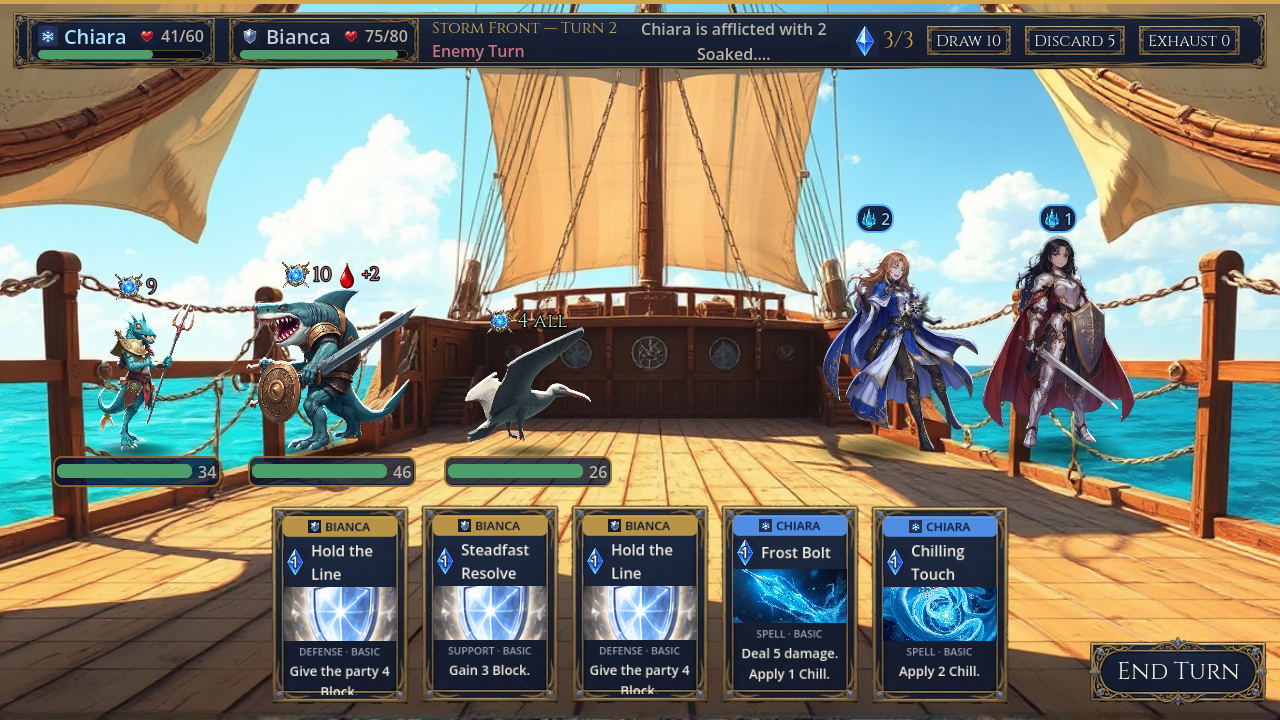 Chiara 41/60
Bianca 75/80
STORM FRONT — TURN 2
Enemy Turn
Chiara is afflicted with 2
Soaked....
3/3
DRAW 10
DISCARD 5
EXHAUST 0
2
1
9
10 +2
4 ALL
34
46
26
BIANCA
1
Hold the
Line
DEFENSE · BASIC
Give the party 4
Block.
BIANCA
1
Steadfast
Resolve
SUPPORT · BASIC
Gain 3 Block.
BIANCA
1
Hold the
Line
DEFENSE · BASIC
Give the party 4
Block.
CHIARA
1
Frost Bolt
SPELL · BASIC
Deal 5 damage.
Apply 1 Chill.
CHIARA
1
Chilling
Touch
SPELL · BASIC
Apply 2 Chill.
END TURN